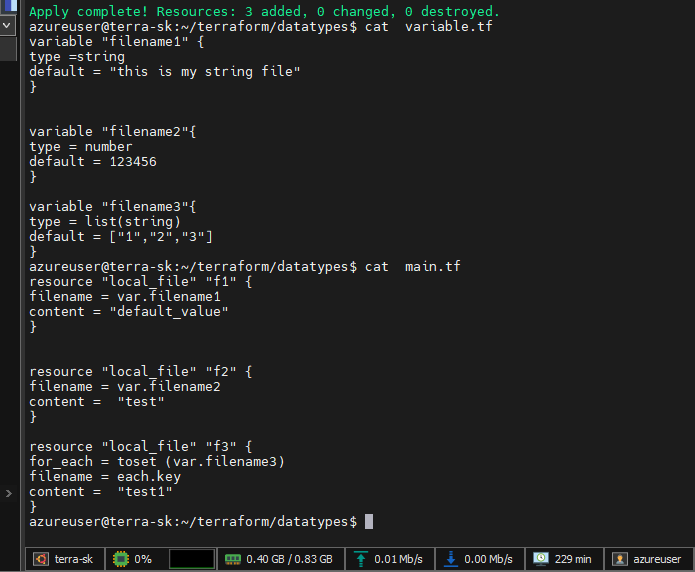 Apply complete! Resources: 3 added, 0 changed, 0 destroyed.
azureuser@terra-sk:~/terraform/datatypes$ cat  variable.tf
variable "filename1" {
type =string
default = "this is my string file"
}
variable "filename2"{
type = number
default = 123456
}
variable "filename3"{
type = list(string)
default = ["1","2","3"]
}
azureuser@terra-sk:~/terraform/datatypes$ cat  main.tf
resource "local_file" "f1" {
filename = var.filename1
content = "default_value"
}
resource "local_file" "f2" {
filename = var.filename2
content =  "test"
}
resource "local_file" "f3" {
for_each = toset (var.filename3)
filename = each.key
content =  "test1"
}
azureuser@terra-sk:~/terraform/datatypes$
terra-sk 0% 0.40 GB / 0.83 GB 0.01 Mb/s 0.00 Mb/s 229 min azureuser